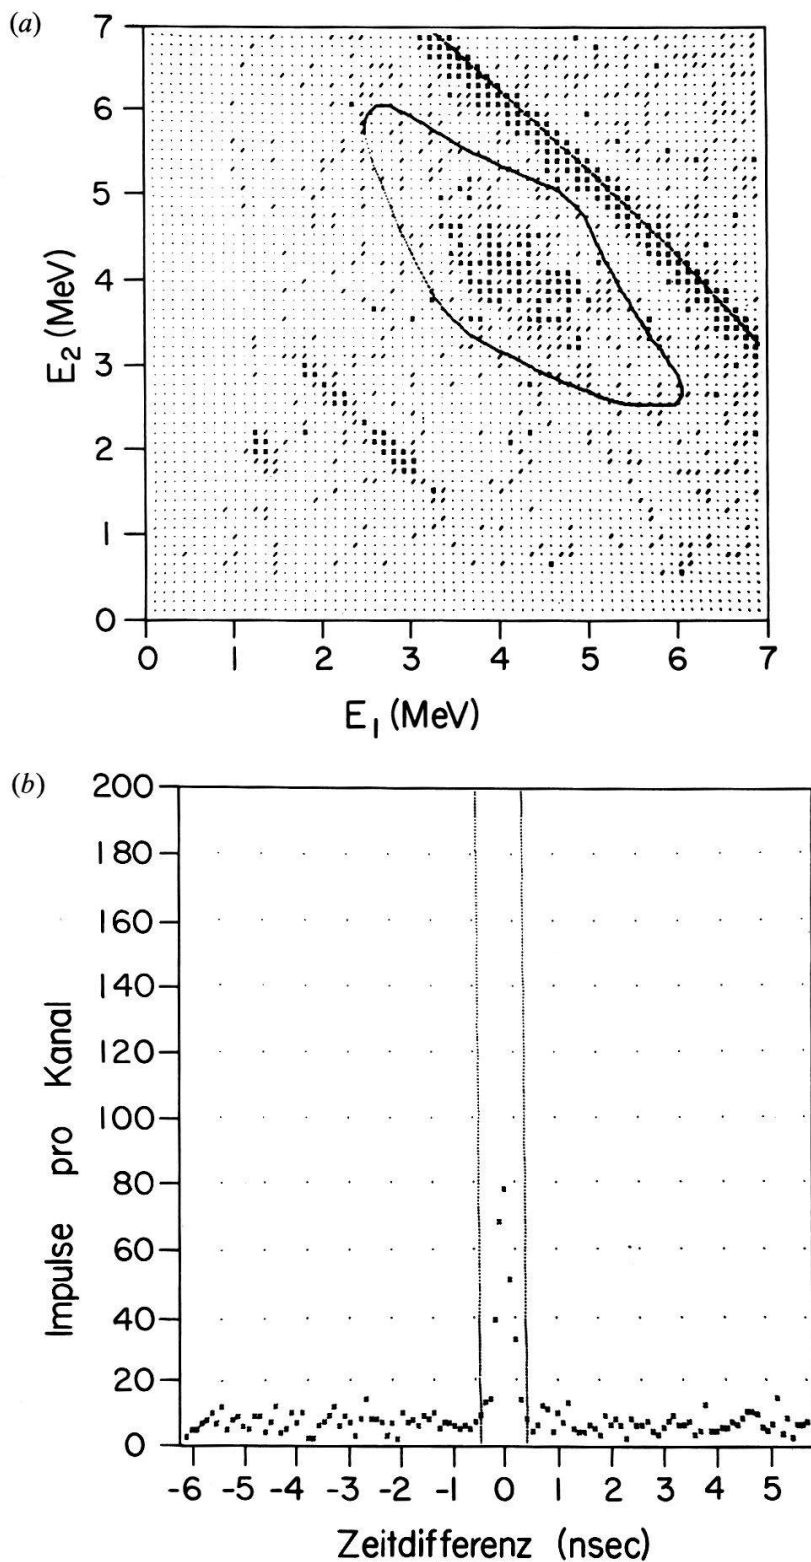 (a)
7
6
5
4
3
2
1
0
E2 (MeV)
0 1 2 3 4 5 6 7
E1 (MeV)
(b)
200
180
160
140
120
100
80
60
40
20
0
Impulse pro Kanal
-6 -5 -4 -3 -2 -1 0 1 2 3 4 5
Zeitdifferenz (nsec)